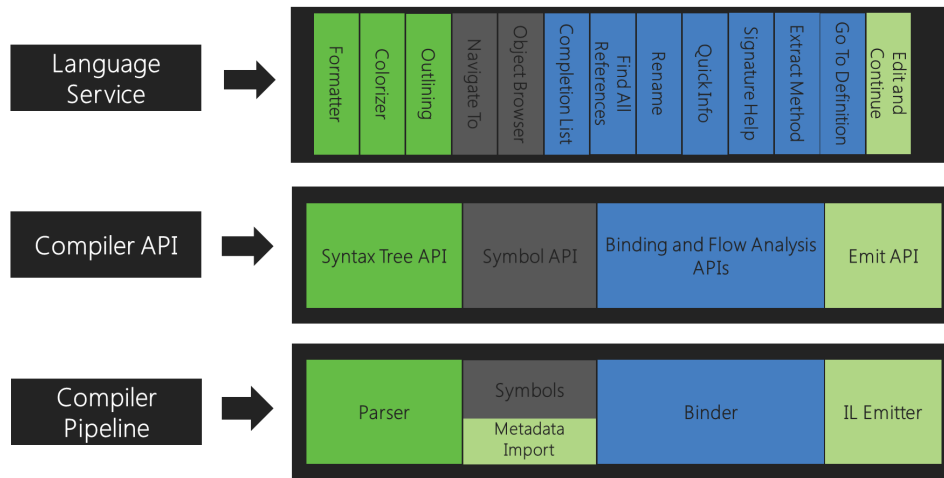 Language
Service
Formatter
Colorizer
Outlining
Navigate To
Object Browser
Completion List
Find All
References
Rename
Quick Info
Signature Help
Extract Method
Go To Definition
Edit and
Continue
Compiler API
Syntax Tree API
Symbol API
Binding and Flow Analysis
APIs
Emit API
Compiler
Pipeline
Parser
Symbols
Metadata
Import
Binder
IL Emitter